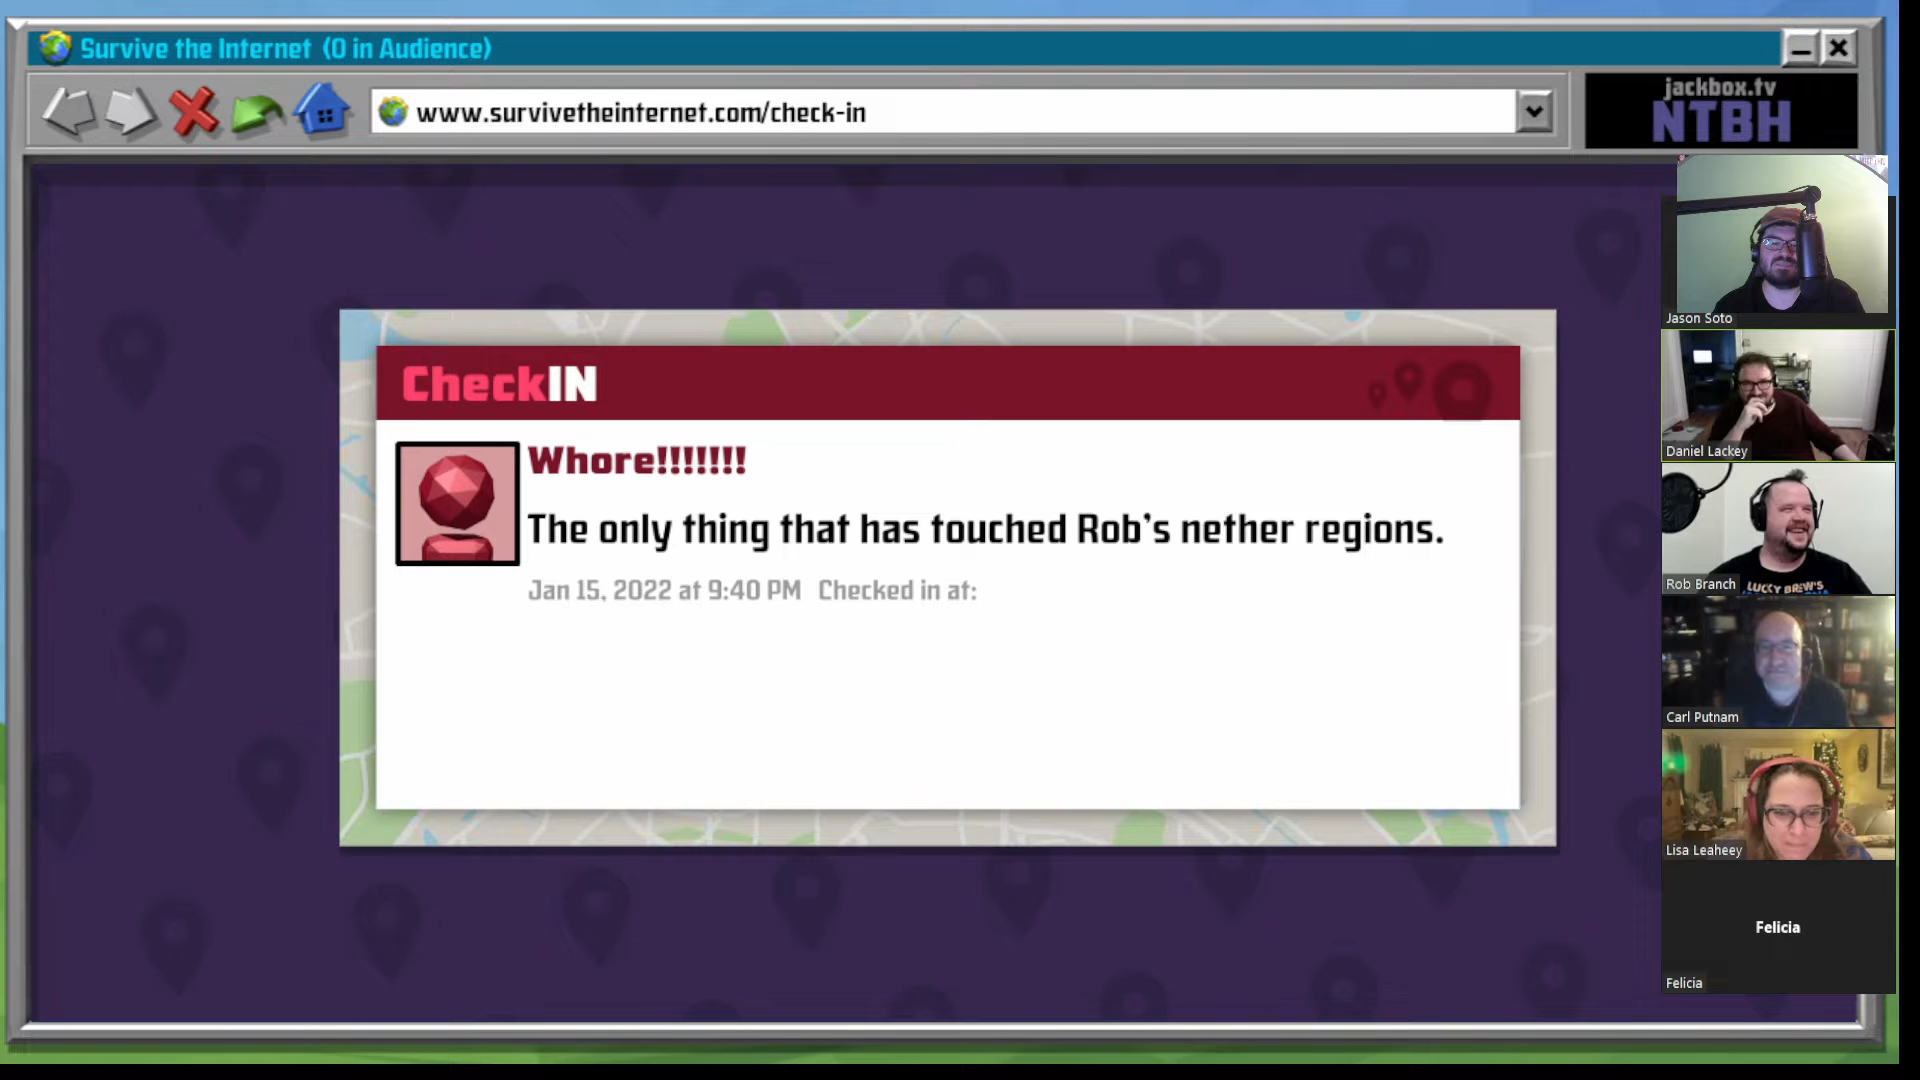 Survive the Internet (0 in Audience)
www.survivetheinternet.com/check-in
jackbox.tv
NTBH
CheckIN
Whore!!!!!!!
The only thing that has touched Rob's nether regions.
Jan 15, 2022 at 9:40 PM Checked in at:
Jason Soto
Daniel Lackey
LUCKY BREW'S
Rob Branch
Carl Putnam
Lisa Leaheey
Felicia
Felicia